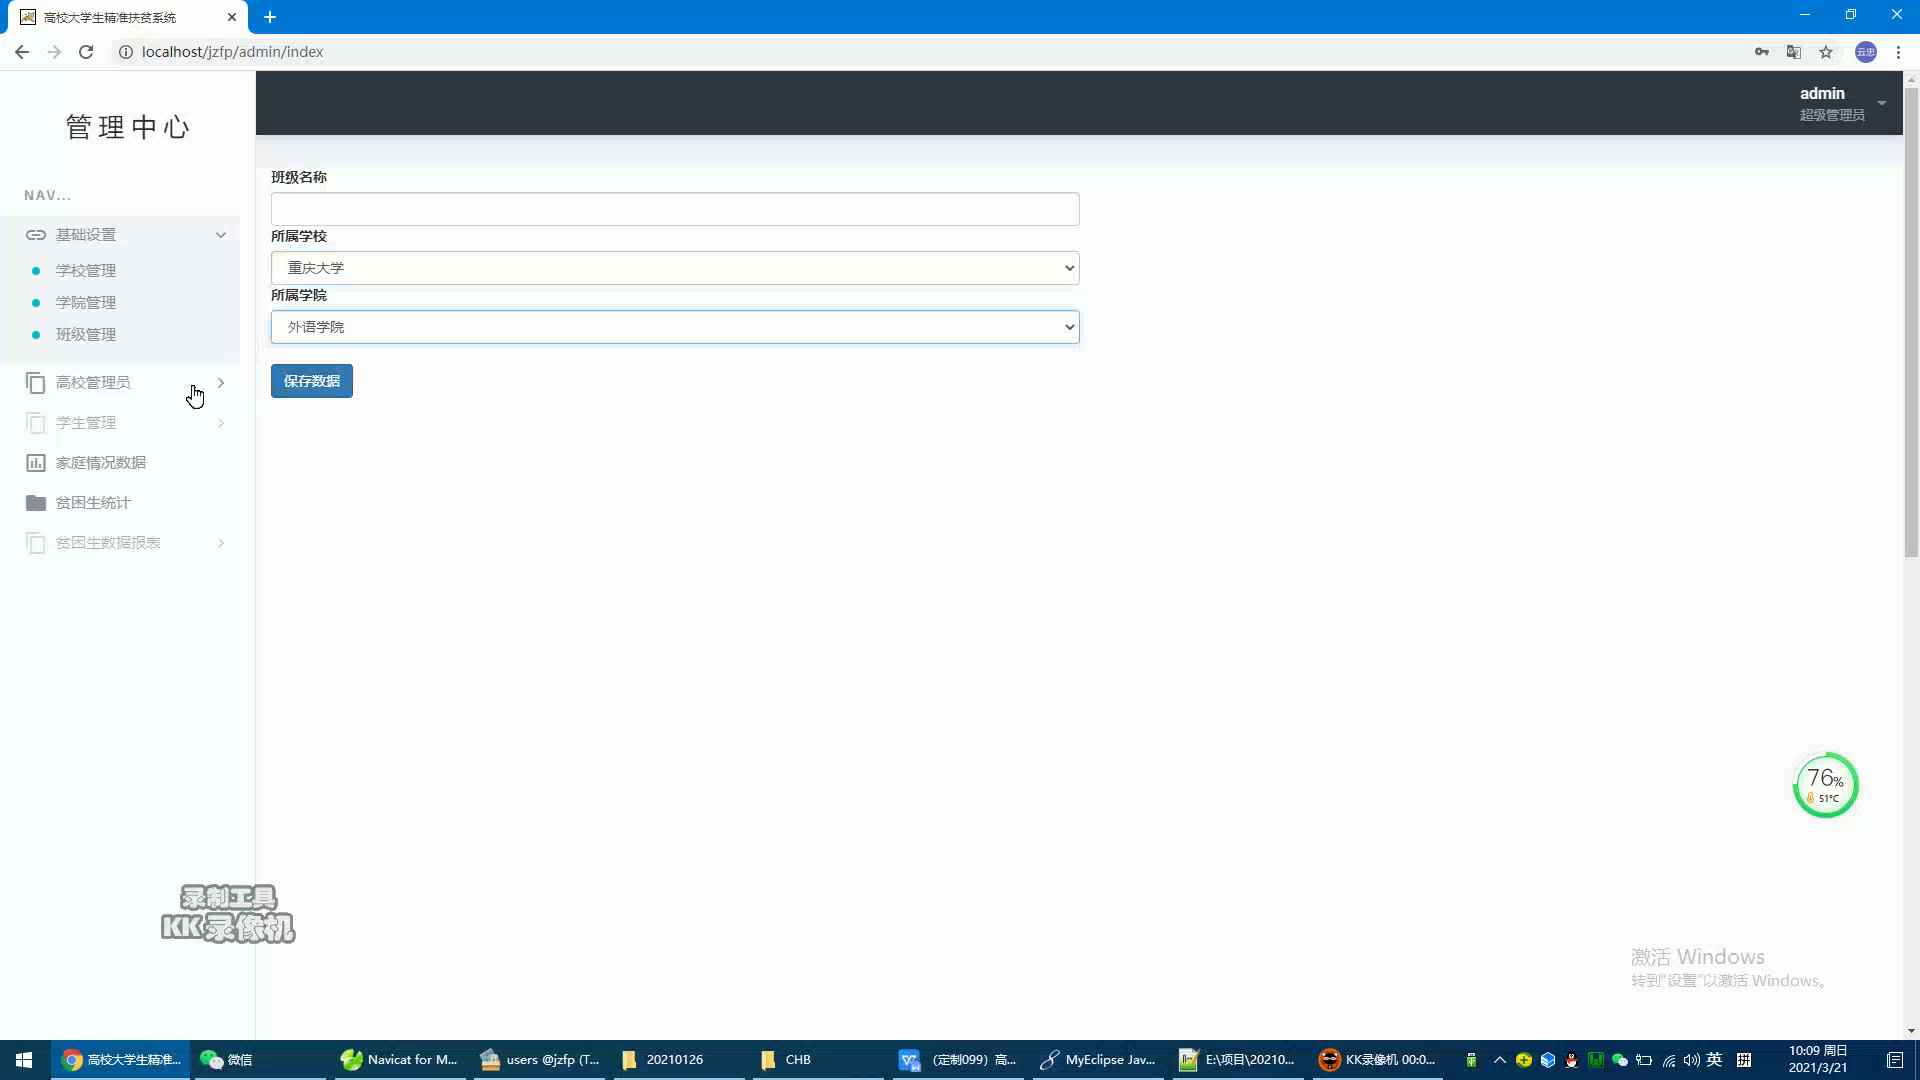 高校大学生精准扶贫系统
localhost/jzfp/admin/index
云忠
管理中心
admin
超级管理员
NAV...
基础设置
学校管理
学院管理
班级管理
高校管理员
学生管理
家庭情况数据
贫困生统计
贫困生数据报表
班级名称
所属学校
重庆大学
所属学院
外语学院
保存数据
76%
51°C
录制工具
KK录像机
激活 Windows
转到"设置"以激活 Windows。
高校大学生精准...
微信
Navicat for M...
users @jzfp (T...
20210126
CHB
(定制099) 高...
MyEclipse Jav...
E:\项目\20210...
KK录像机 00:0...
英
拼
10:09 周日
2021/3/21